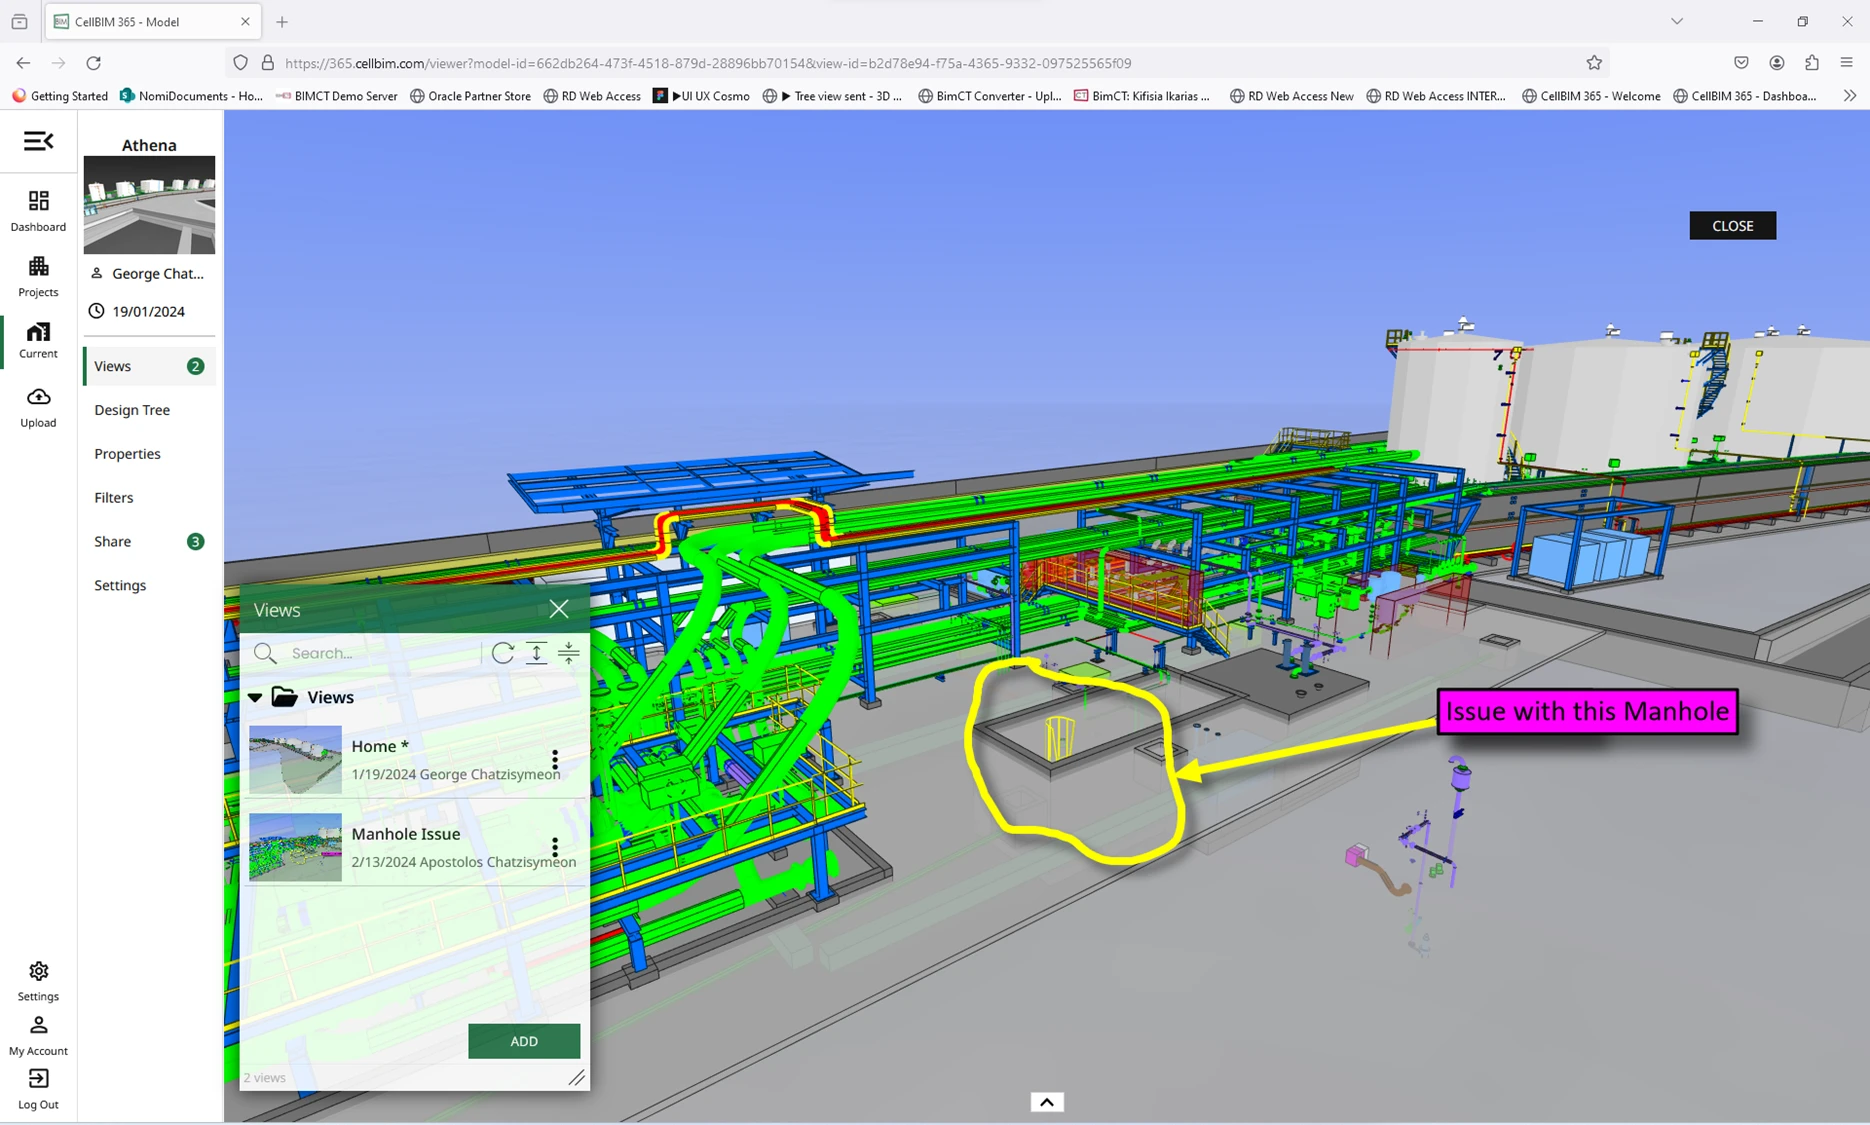 CellBIM 365 - Model
https://365.cellbim.com/viewer?model-id=662db264-473f-4518-879d-28896bb70154&view-id=b2d78e94-f75a-4365-9332-097525565f09
Getting Started
NomiDocuments - Ho...
BIMCT Demo Server
Oracle Partner Store
RD Web Access
▶UI UX Cosmo
▶ Tree view sent - 3D ...
BimCT Converter - Upl...
BimCT: Kifisia Ikarias ...
RD Web Access New
RD Web Access INTER...
CellBIM 365 - Welcome
CellBIM 365 - Dashboa...
Dashboard
Projects
Current
Upload
Settings
My Account
Log Out
Athena
George Chat...
19/01/2024
Views 2
Design Tree
Properties
Filters
Share 3
Settings
CLOSE
Issue with this Manhole
Views
Search...
Views
Home *
1/19/2024 George Chatzisymeon
Manhole Issue
2/13/2024 Apostolos Chatzisymeon
ADD
2 views